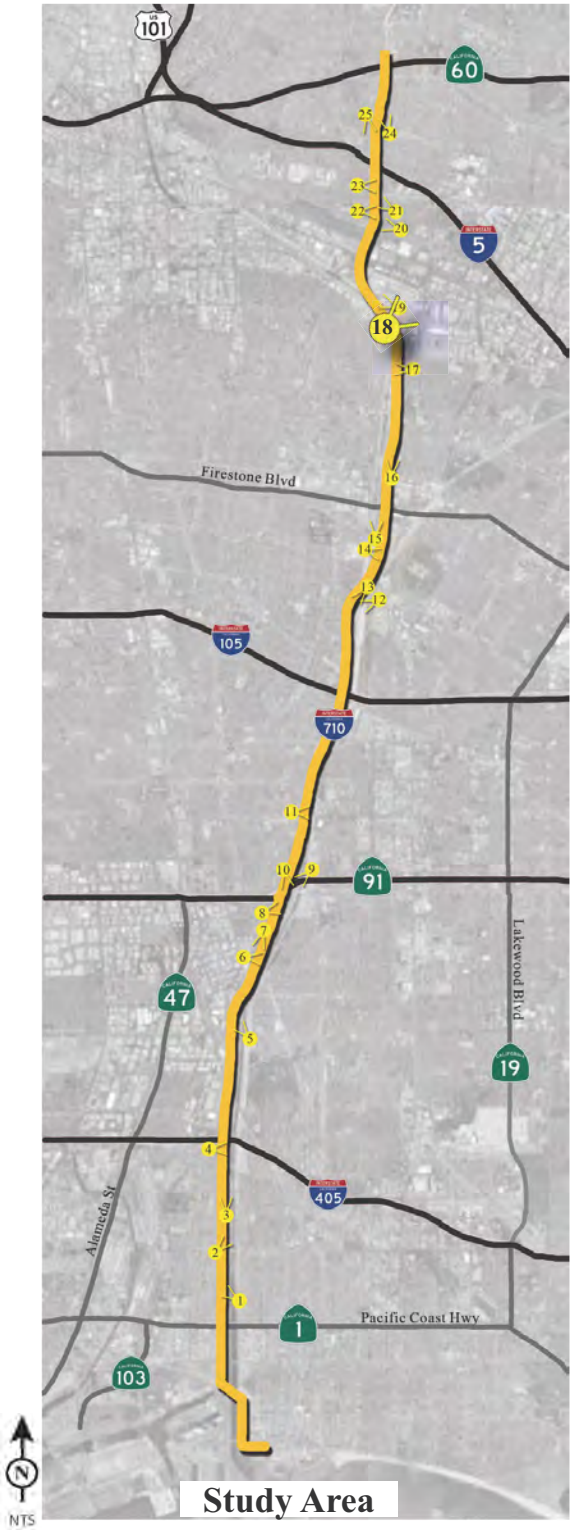 US
101
CALIFORNIA
60
25
24
23
INTERSTATE
5
22
21
20
9
18
17
Firestone Blvd
16
15
14
13
12
INTERSTATE
105
INTERSTATE
710
11
10
9
CALIFORNIA
91
8
7
6
CALIFORNIA
47
Lakewood Blvd
5
CALIFORNIA
19
4
INTERSTATE
405
Alameda St
3
2
1
CALIFORNIA
1
Pacific Coast Hwy
CALIFORNIA
103
N
NTS
Study Area